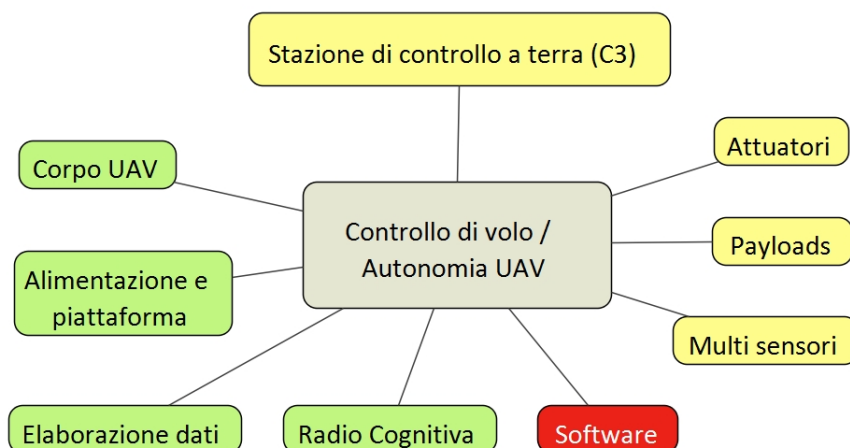 Stazione di controllo a terra (C3)
Attuatori
Corpo UAV
Controllo di volo /
Autonomia UAV
Payloads
Alimentazione e
piattaforma
Multi sensori
Elaborazione dati
Radio Cognitiva
Software